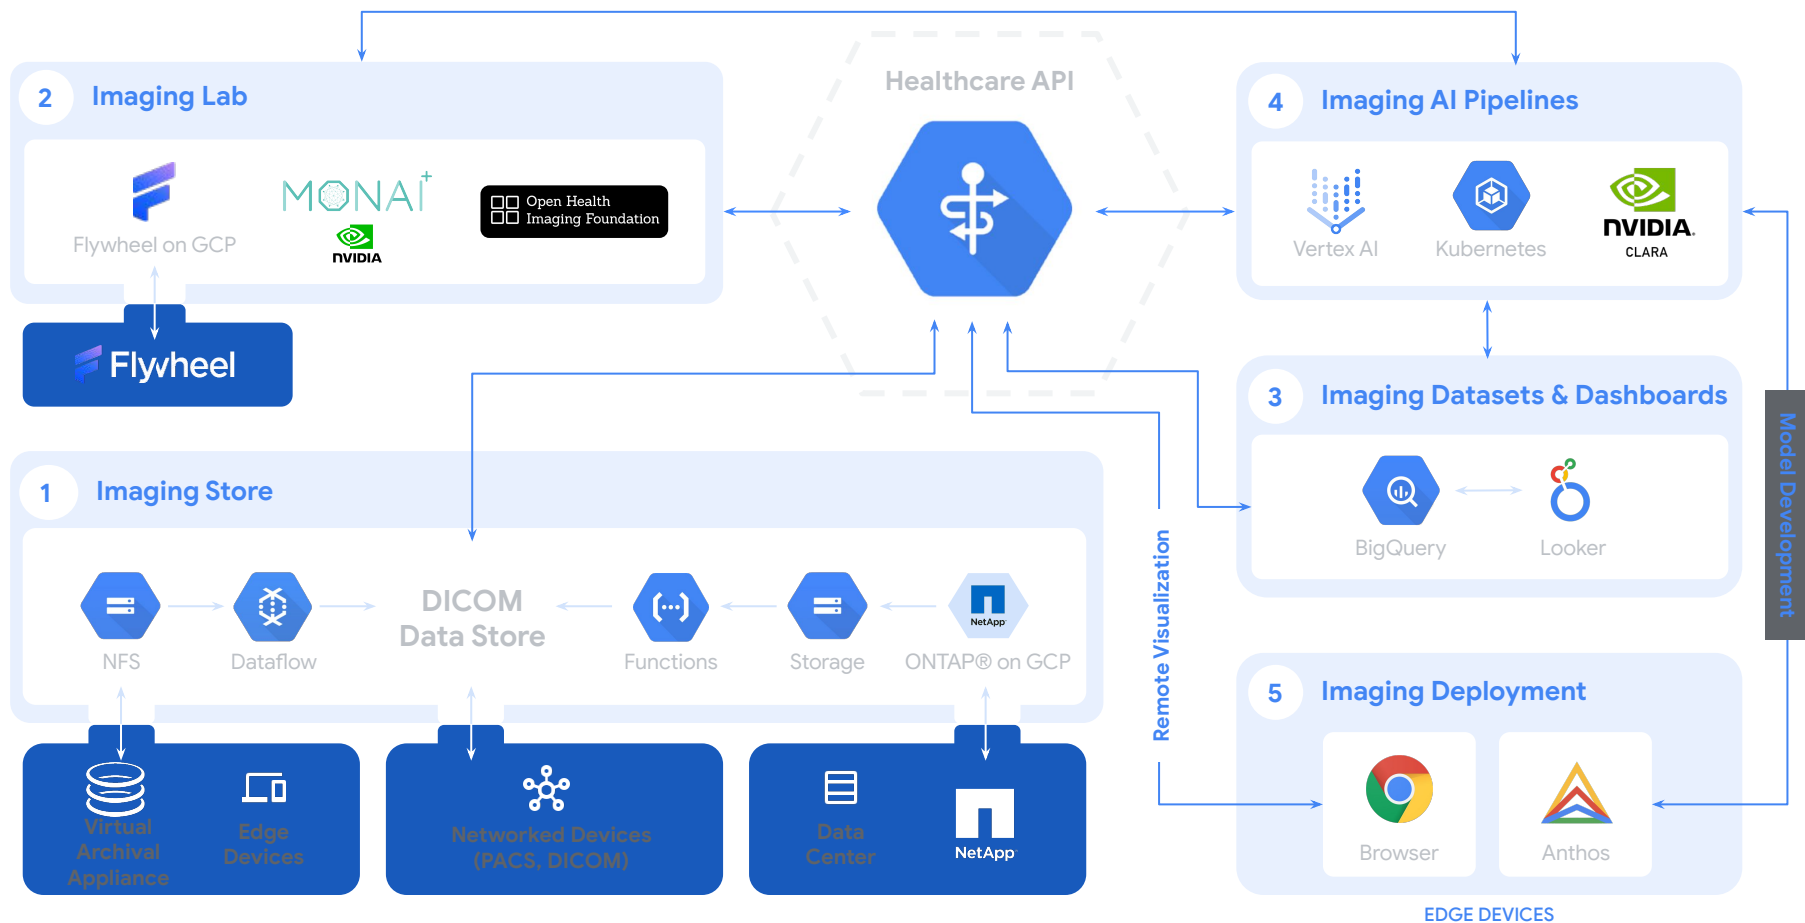 Healthcare API
2
Imaging Lab
Flywheel on GCP
MONAI+
NVIDIA
Open Health
Imaging Foundation
Flywheel
4
Imaging AI Pipelines
Vertex AI
Kubernetes
NVIDIA.
CLARA
3
Imaging Datasets & Dashboards
BigQuery
Looker
Model Development
1
Imaging Store
NFS
Dataflow
DICOM
Data Store
Functions
Storage
NetApp
ONTAP® on GCP
Remote Visualization
Virtual
Archival
Appliance
Edge
Devices
Networked Devices
(PACS, DICOM)
Data
Center
NetApp
5
Imaging Deployment
Browser
Anthos
EDGE DEVICES